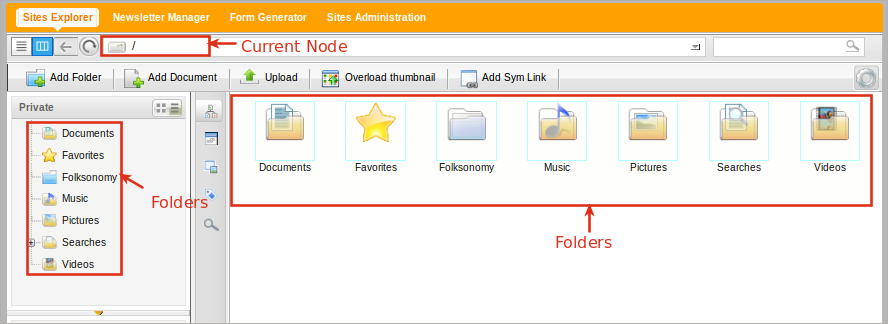 Sites Explorer Newsletter Manager Form Generator Sites Administration
/
Current Node
Add Folder Add Document Upload Overload thumbnail Add Sym Link
Private
Documents
Favorites
Folksonomy
Music
Pictures
Searches
Videos
Folders
Documents Favorites Folksonomy Music Pictures Searches Videos
Folders